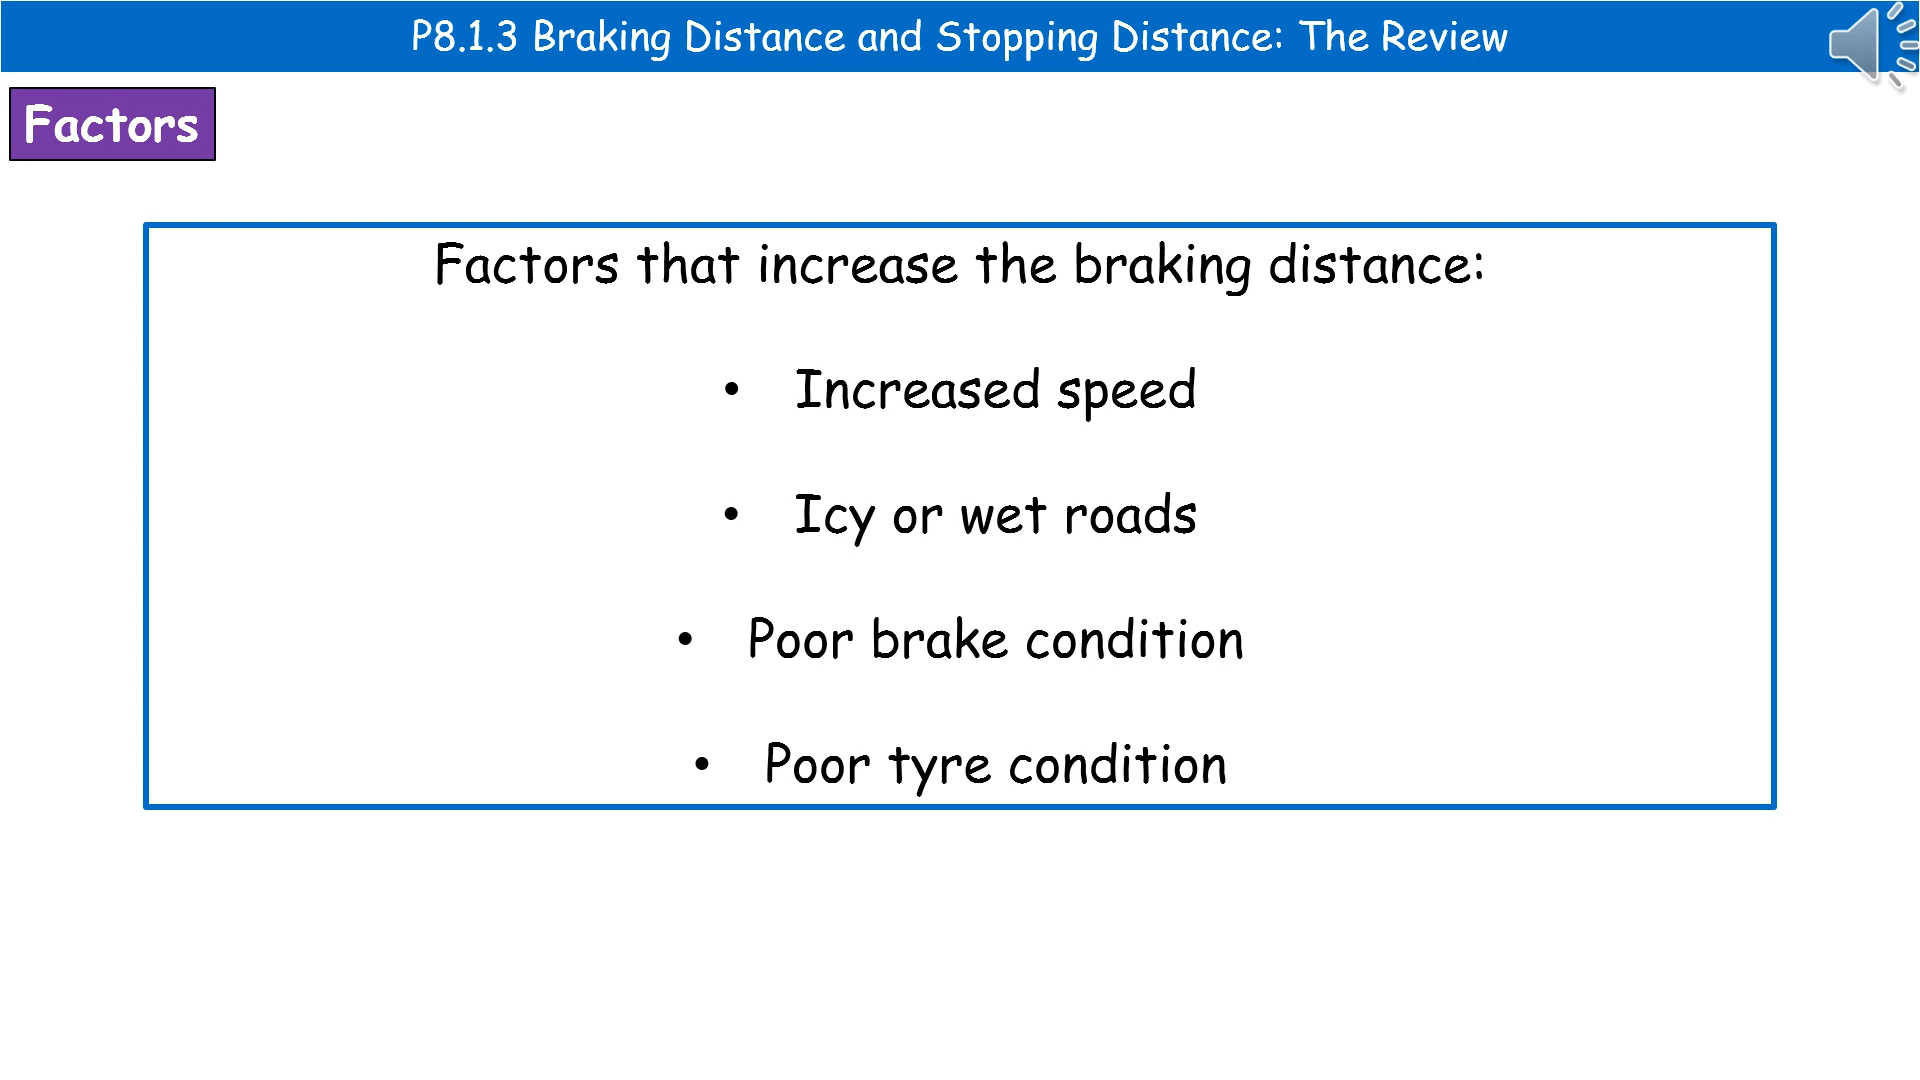 P8.1.3 Braking Distance and Stopping Distance: The Review
Factors
Factors that increase the braking distance:
• Increased speed
• Icy or wet roads
• Poor brake condition
• Poor tyre condition